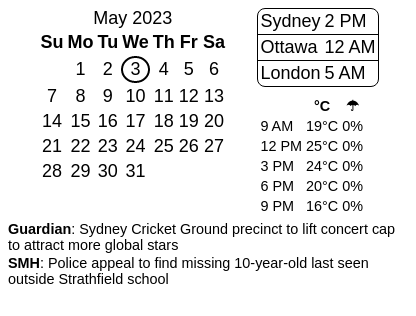 May 2023
Su Mo Tu We Th Fr Sa
1 2 3 4 5 6
7 8 9 10 11 12 13
14 15 16 17 18 19 20
21 22 23 24 25 26 27
28 29 30 31
Sydney 2 PM
Ottawa 12 AM
London 5 AM
°C ☂
9 AM 19°C 0%
12 PM 25°C 0%
3 PM 24°C 0%
6 PM 20°C 0%
9 PM 16°C 0%
Guardian: Sydney Cricket Ground precinct to lift concert cap
to attract more global stars
SMH: Police appeal to find missing 10-year-old last seen
outside Strathfield school